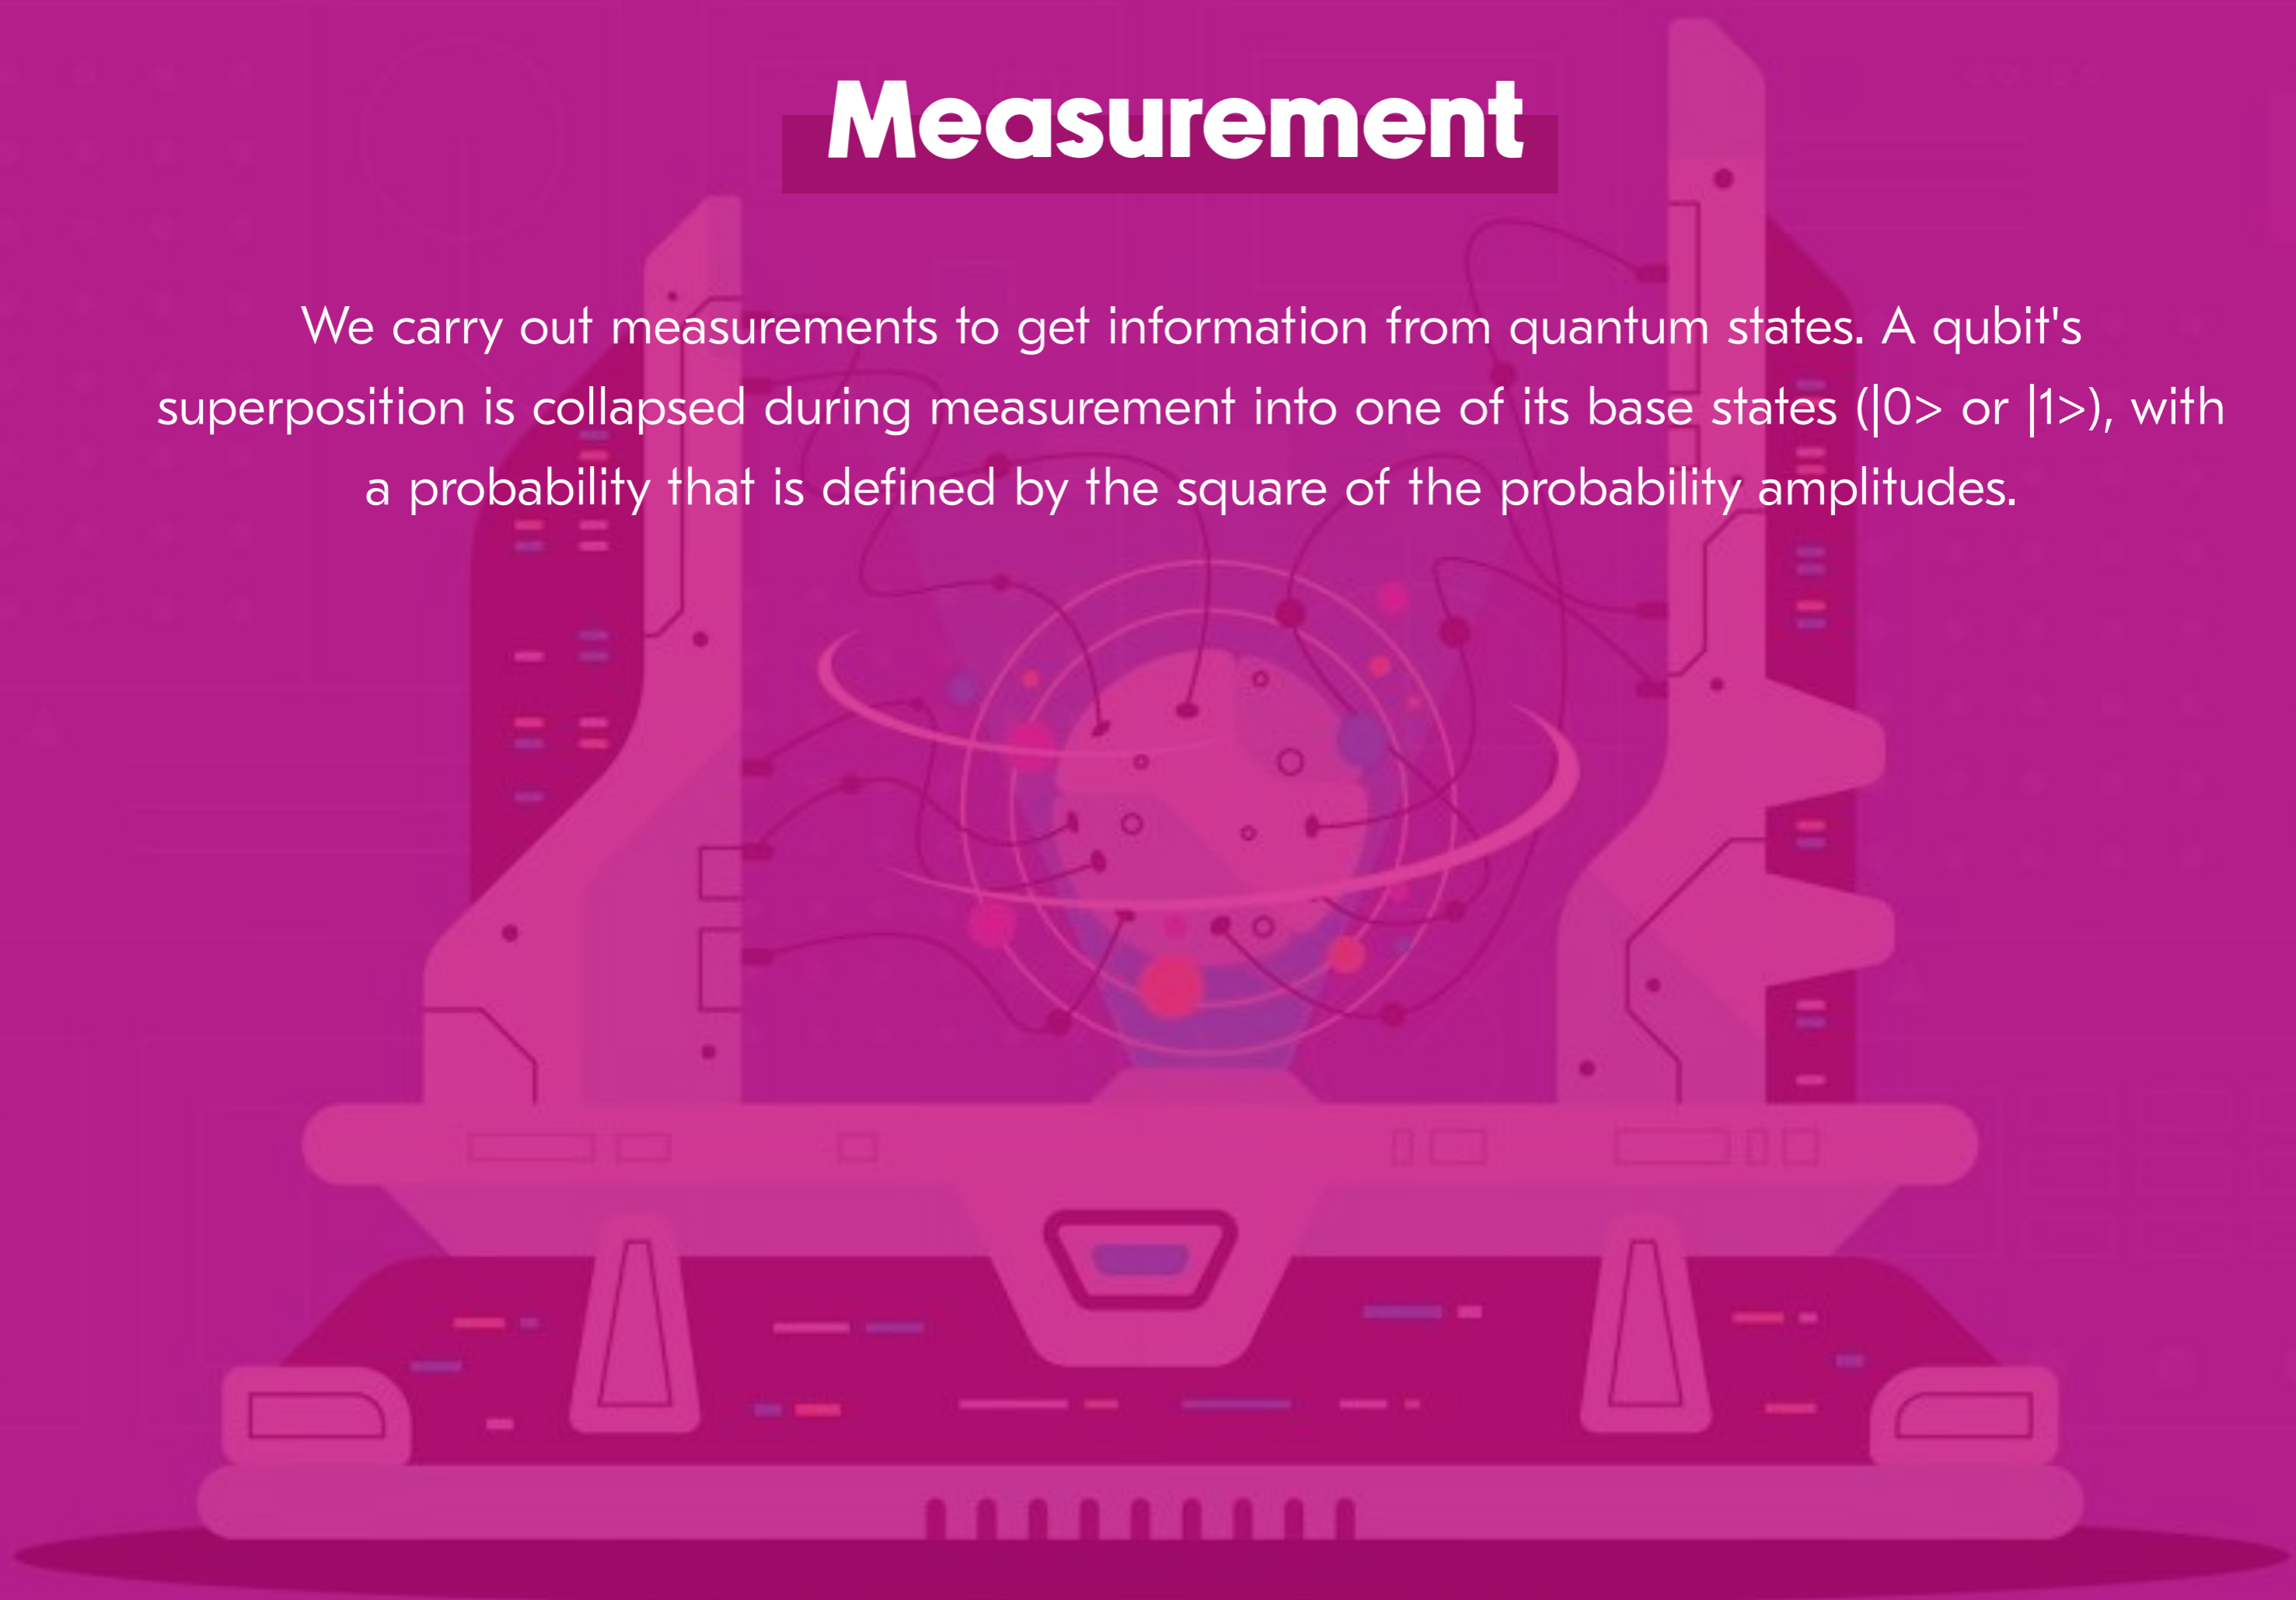 Measurement
We carry out measurements to get information from quantum states. A qubit's
superposition is collapsed during measurement into one of its base states (|0> or |1>), with
a probability that is defined by the square of the probability amplitudes.